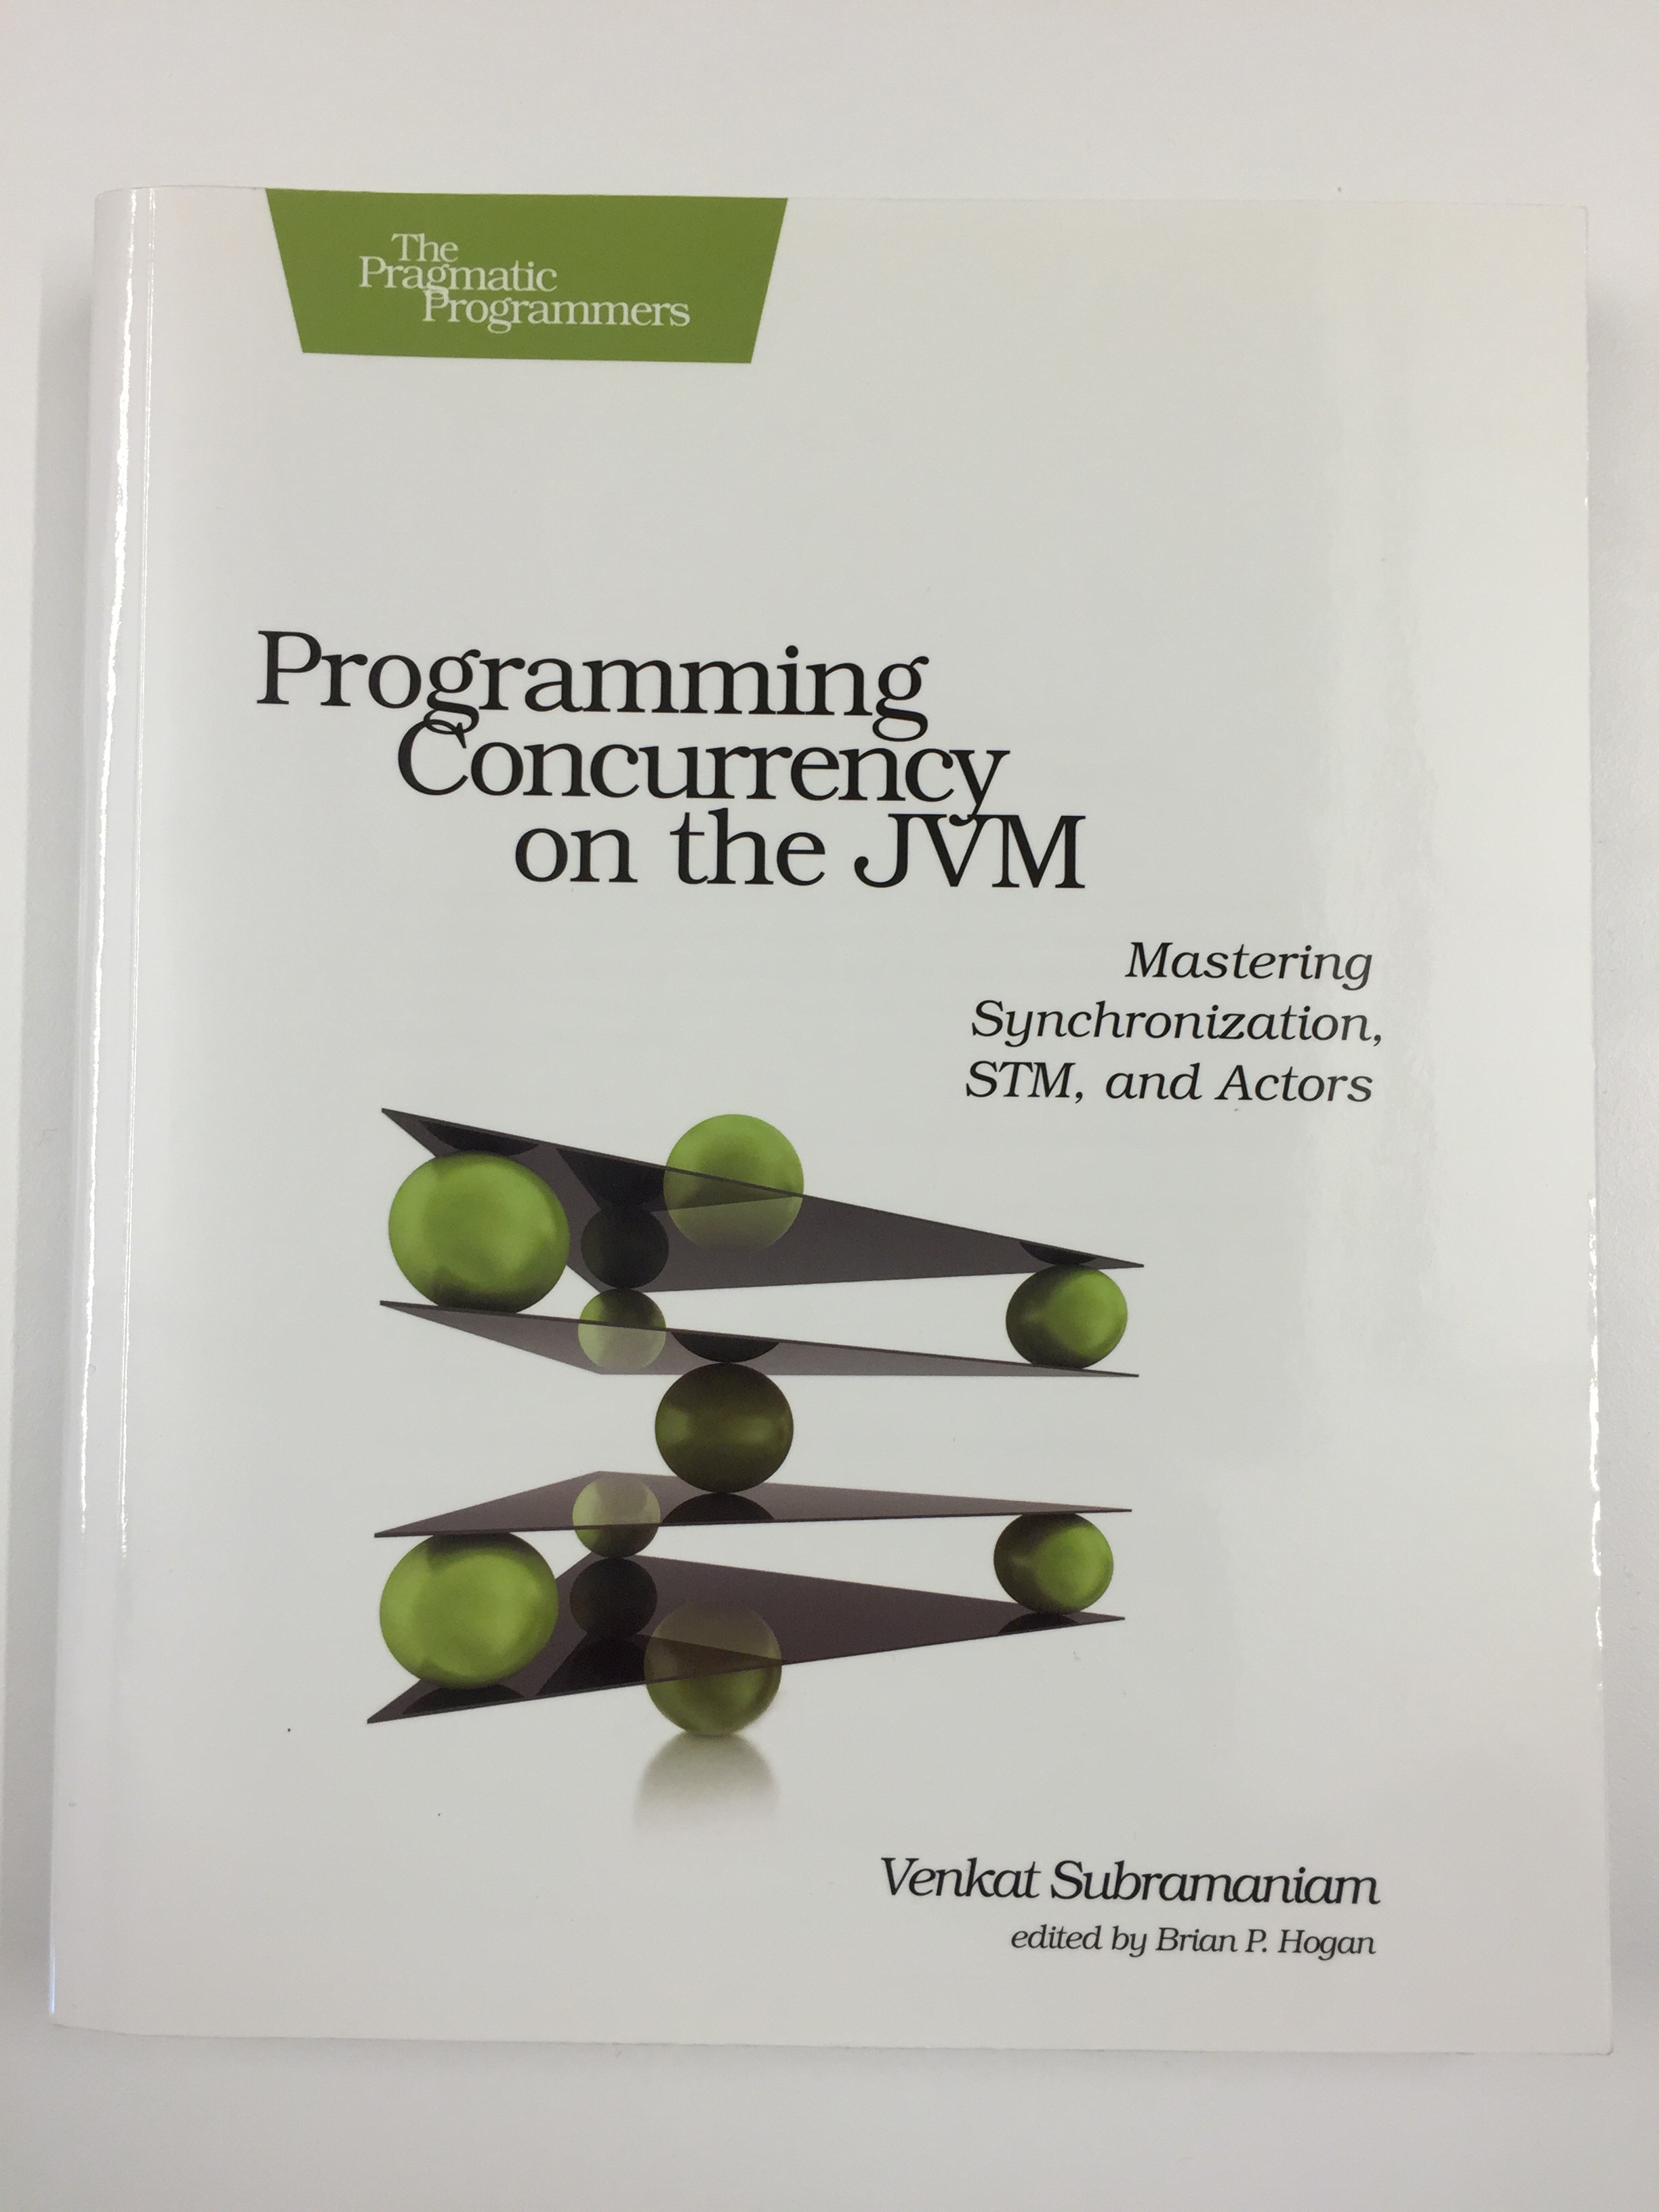 The
Pragmatic
Programmers
Programming
Concurrency
on the JVM
Mastering
Synchronization,
STM, and Actors
Venkat Subramaniam
edited by Brian P. Hogan